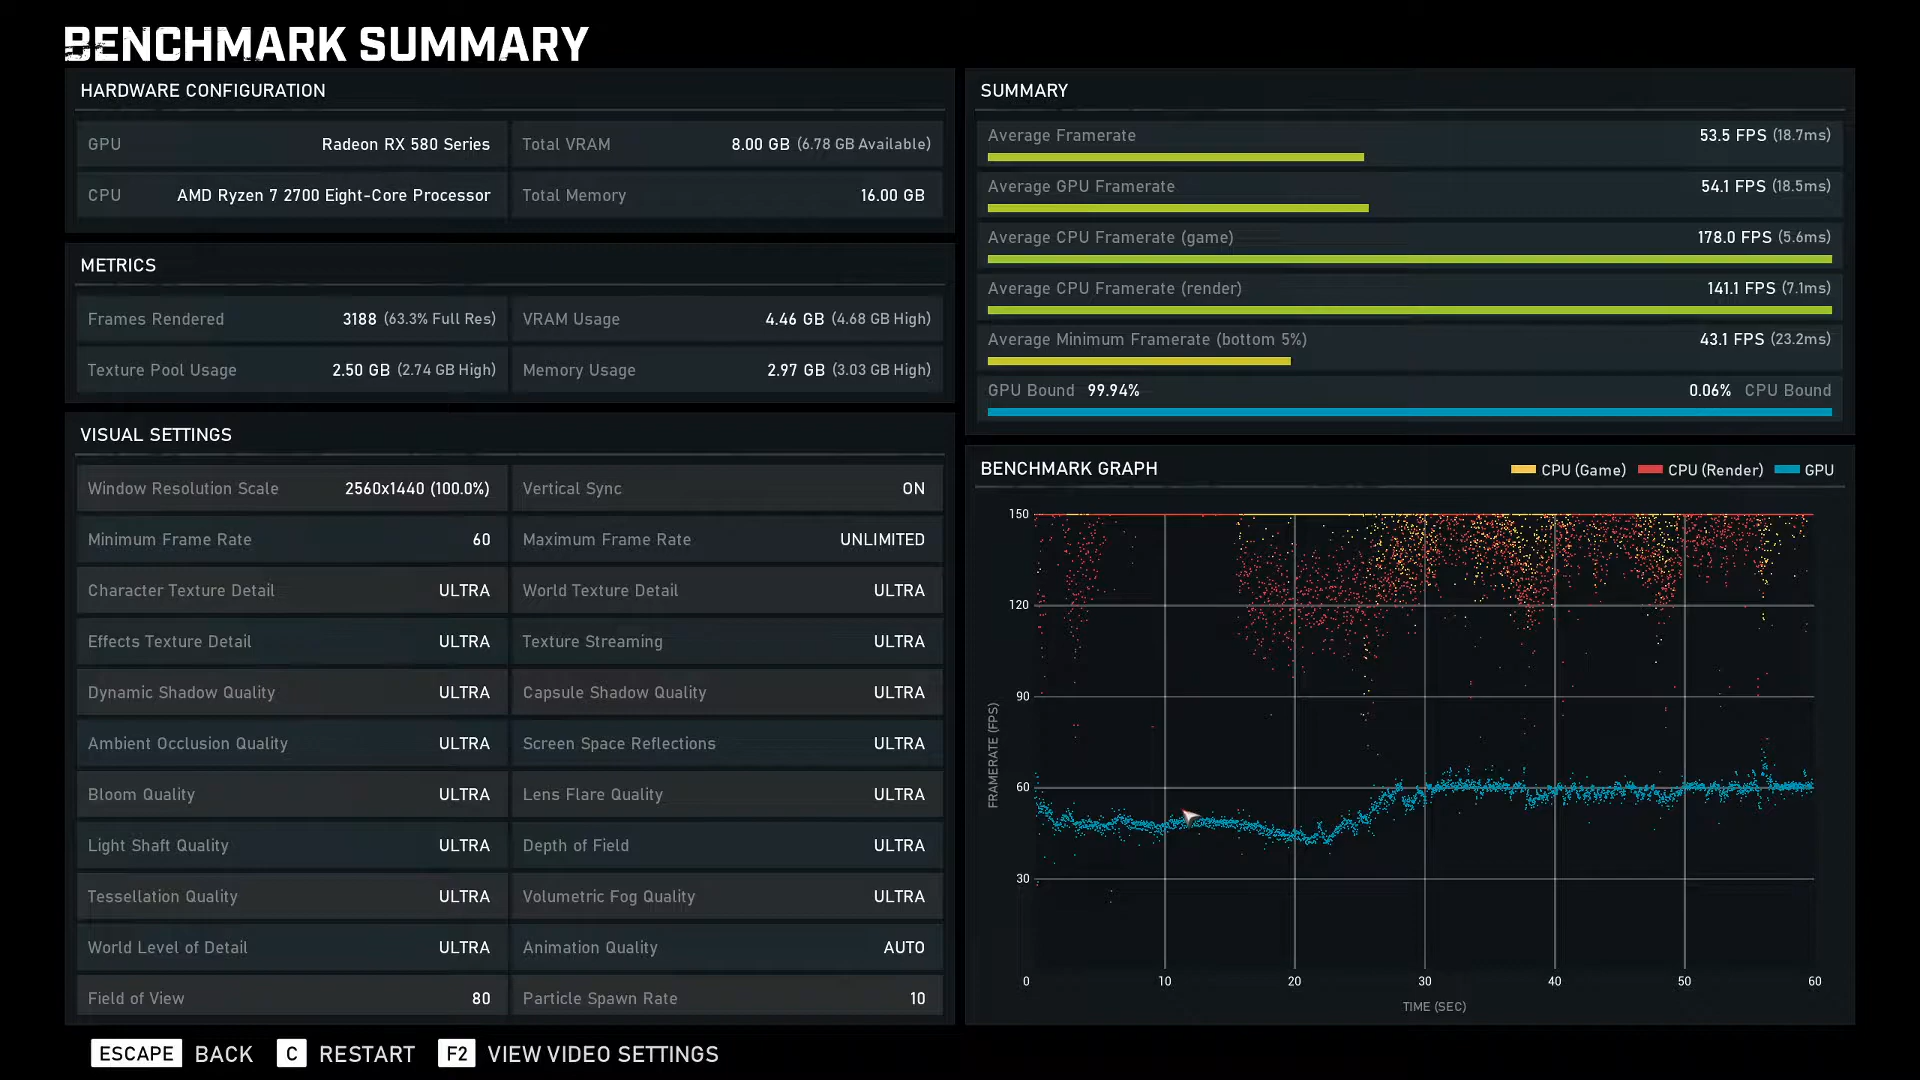 BENCHMARK SUMMARY
HARDWARE CONFIGURATION
GPU Radeon RX 580 Series Total VRAM 8.00 GB (6.78 GB Available)
CPU AMD Ryzen 7 2700 Eight-Core Processor Total Memory 16.00 GB
METRICS
Frames Rendered 3188 (63.3% Full Res) VRAM Usage 4.46 GB (4.68 GB High)
Texture Pool Usage 2.50 GB (2.74 GB High) Memory Usage 2.97 GB (3.03 GB High)
VISUAL SETTINGS
Window Resolution Scale 2560x1440 (100.0%) Vertical Sync ON
Minimum Frame Rate 60 Maximum Frame Rate UNLIMITED
Character Texture Detail ULTRA World Texture Detail ULTRA
Effects Texture Detail ULTRA Texture Streaming ULTRA
Dynamic Shadow Quality ULTRA Capsule Shadow Quality ULTRA
Ambient Occlusion Quality ULTRA Screen Space Reflections ULTRA
Bloom Quality ULTRA Lens Flare Quality ULTRA
Light Shaft Quality ULTRA Depth of Field ULTRA
Tessellation Quality ULTRA Volumetric Fog Quality ULTRA
World Level of Detail ULTRA Animation Quality AUTO
Field of View 80 Particle Spawn Rate 10
SUMMARY
Average Framerate 53.5 FPS (18.7ms)
Average GPU Framerate 54.1 FPS (18.5ms)
Average CPU Framerate (game) 178.0 FPS (5.6ms)
Average CPU Framerate (render) 141.1 FPS (7.1ms)
Average Minimum Framerate (bottom 5%) 43.1 FPS (23.2ms)
GPU Bound 99.94% 0.06% CPU Bound
BENCHMARK GRAPH CPU (Game) CPU (Render) GPU
150
120
90
60
30
FRAMERATE (FPS)
0 10 20 30 40 50 60
TIME (SEC)
ESCAPE BACK C RESTART F2 VIEW VIDEO SETTINGS